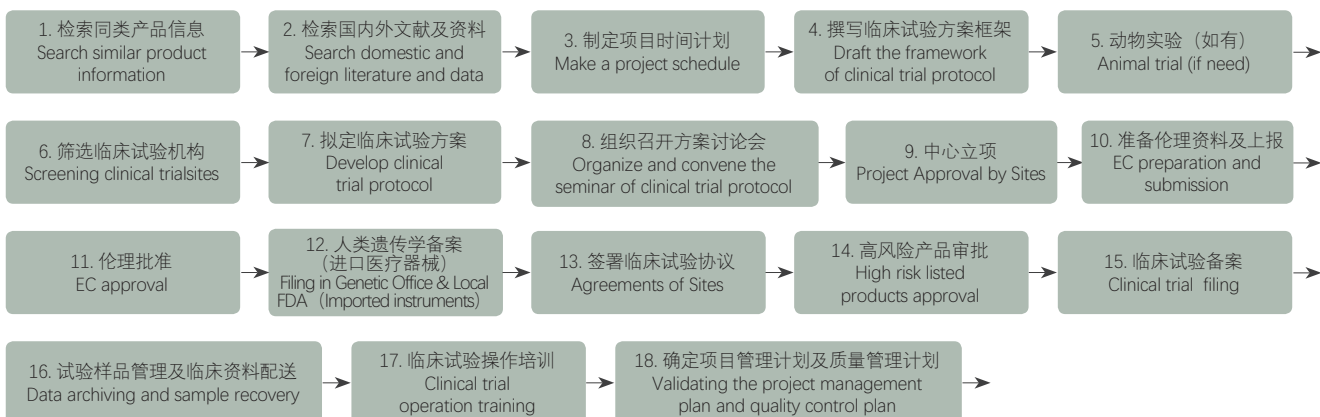 1. 检索同类产品信息
Search similar product
information
2. 检索国内外文献及资料
Search domestic and
foreign literature and data
3. 制定项目时间计划
Make a project schedule
4. 撰写临床试验方案框架
Draft the framework
of clinical trial protocol
5. 动物实验（如有）
Animal trial (if need)
6. 筛选临床试验机构
Screening clinical trialsites
7. 拟定临床试验方案
Develop clinical
trial protocol
8. 组织召开方案讨论会
Organize and convene the
seminar of clinical trial protocol
9. 中心立项
Project Approval by Sites
10. 准备伦理资料及上报
EC preparation and
submission
11. 伦理批准
EC approval
12. 人类遗传学备案
（进口医疗器械）
Filing in Genetic Office & Local
FDA（Imported instruments）
13. 签署临床试验协议
Agreements of Sites
14. 高风险产品审批
High risk listed
products approval
15. 临床试验备案
Clinical trial filing
16. 试验样品管理及临床资料配送
Data archiving and sample recovery
17. 临床试验操作培训
Clinical trial
operation training
18. 确定项目管理计划及质量管理计划
Validating the project management
plan and quality control plan